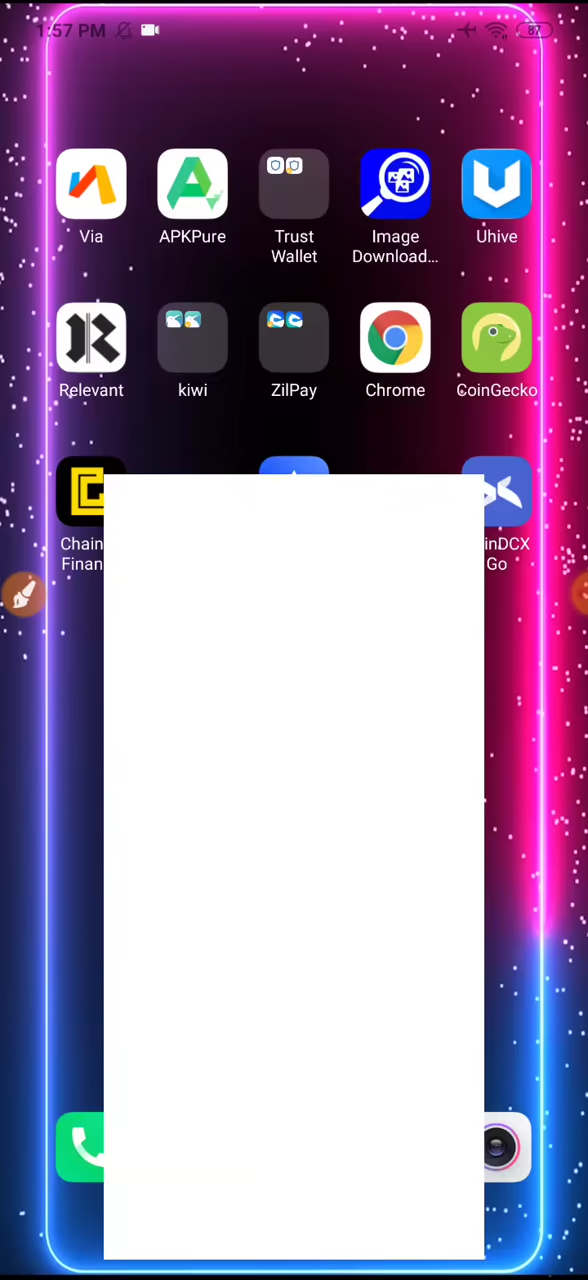 1:57 PM
87
Via
APKPure
Trust
Wallet
Image
Download...
Uhive
Relevant
kiwi
ZilPay
Chrome
CoinGecko
Chain
Finan
inDCX
Go